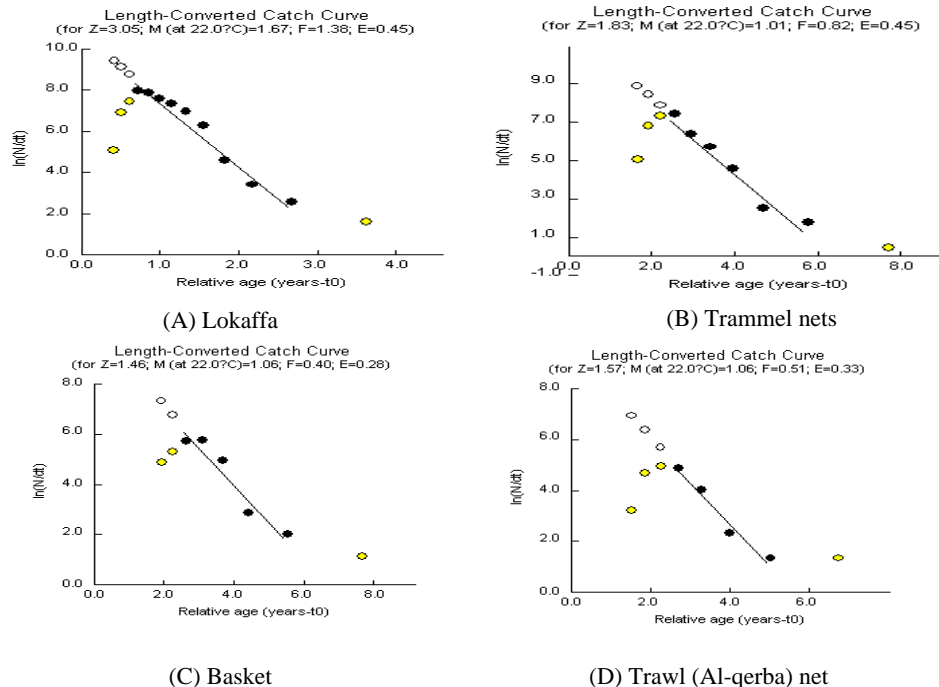 Length-Converted Catch Curve
(for Z=3.05; M (at 22.0?C)=1.67; F=1.38; E=0.45)
10.0
8.0
6.0
4.0
2.0
0.0
ln(N/dt)
0.0 1.0 2.0 3.0 4.0
Relative age (years-t0)
(A) Lokaffa
Length-Converted Catch Curve
(for Z=1.83; M (at 22.0?C)=1.01; F=0.82; E=0.45)
9.0
7.0
5.0
3.0
1.0
-1.0
ln(N/dt)
0.0 2.0 4.0 6.0 8.0
Relative age (years-t0)
(B) Trammel nets
Length-Converted Catch Curve
(for Z=1.46; M (at 22.0?C)=1.06; F=0.40; E=0.28)
8.0
6.0
4.0
2.0
0.0
ln(N/dt)
0.0 2.0 4.0 6.0 8.0
Relative age (years-t0)
(C) Basket
Length-Converted Catch Curve
(for Z=1.57; M (at 22.0?C)=1.06; F=0.51; E=0.33)
8.0
6.0
4.0
2.0
0.0
ln(N/dt)
0.0 2.0 4.0 6.0 8.0
Relative age (years-t0)
(D) Trawl (Al-gerba) net